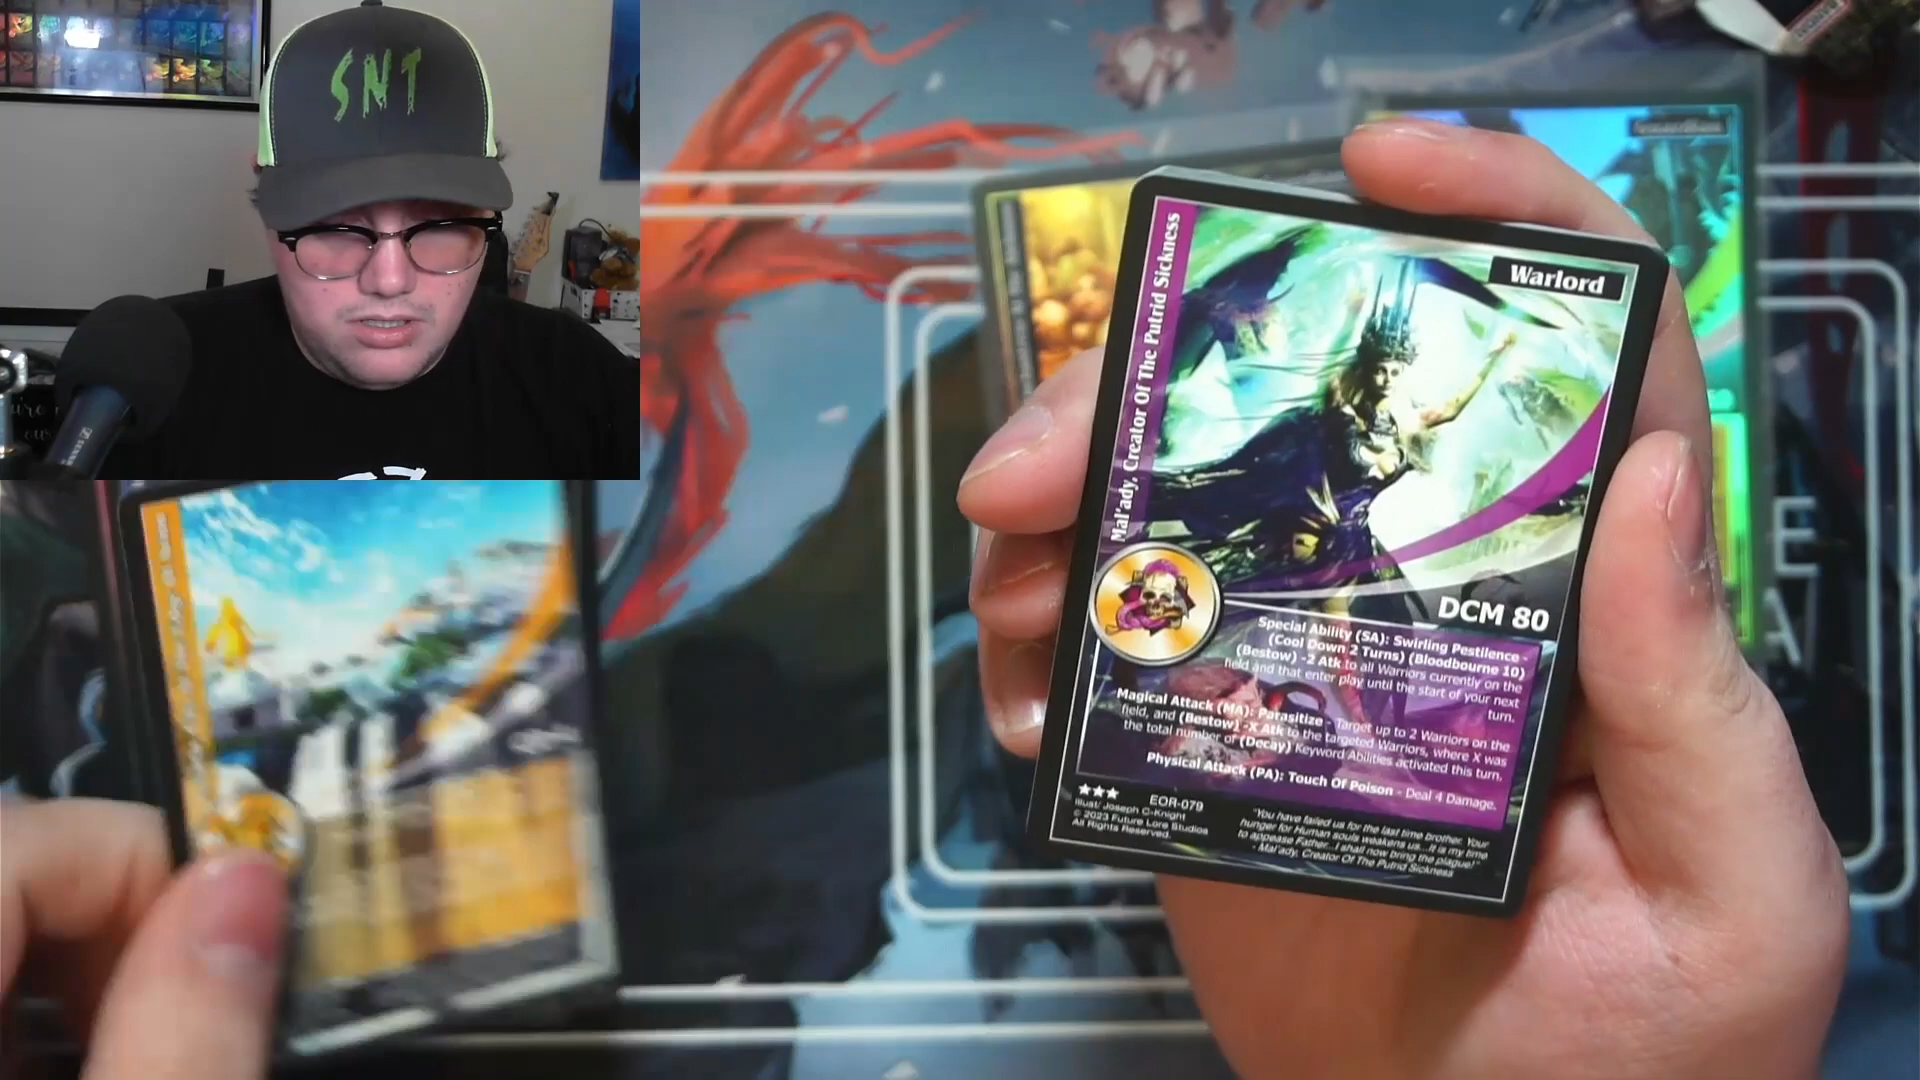 SNT
Warlord
Mal'ady, Creator Of The Putrid Sickness
DCM 80
Special Ability (SA): Swirling Pestilence -
(Cool Down 2 Turns) (Bloodbourne 10)
(Bestow) -2 Atk to all Warriors currently on the
field and that enter play until the start of your next
turn.
Magical Attack (MA): Parasitize - Target up to 2 Warriors on the
field, and (Bestow) -X Atk to the targeted Warriors, where X was
the total number of (Decay) Keyword Abilities activated this turn.
Physical Attack (PA): Touch Of Poison - Deal 4 Damage.
★★★ EOR-079
Illust/ Joseph C-Knight
© 2023 Future Lore Studios
All Rights Reserved.
"You have failed us for the last time brother. Your
hunger for Human souls weakens us...It is my time
to appease Father...I shall now bring the plague!"
- Mal'ady, Creator Of The Putrid Sickness